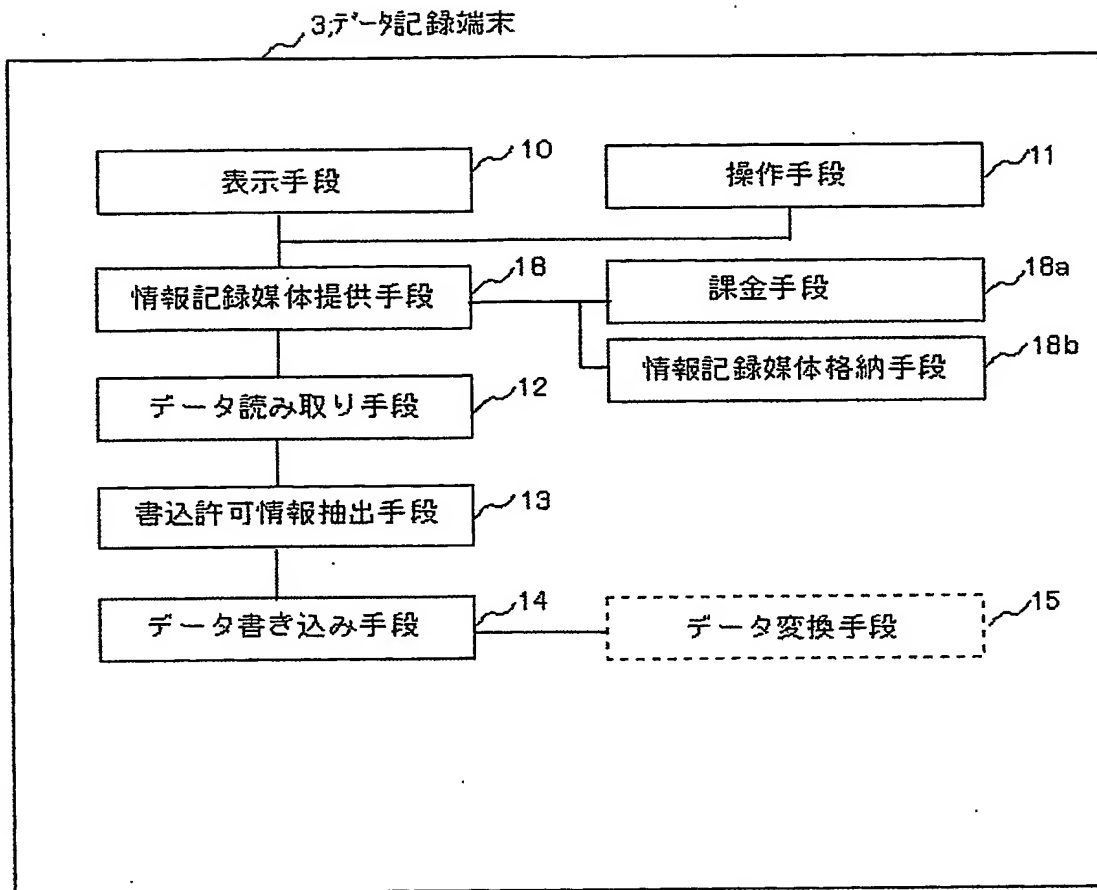 3;データ記録端末
表示手段 10
操作手段 11
情報記録媒体提供手段 18
課金手段 18a
情報記録媒体格納手段 18b
データ読み取り手段 12
書込許可情報抽出手段 13
データ書き込み手段 14
データ変換手段 15